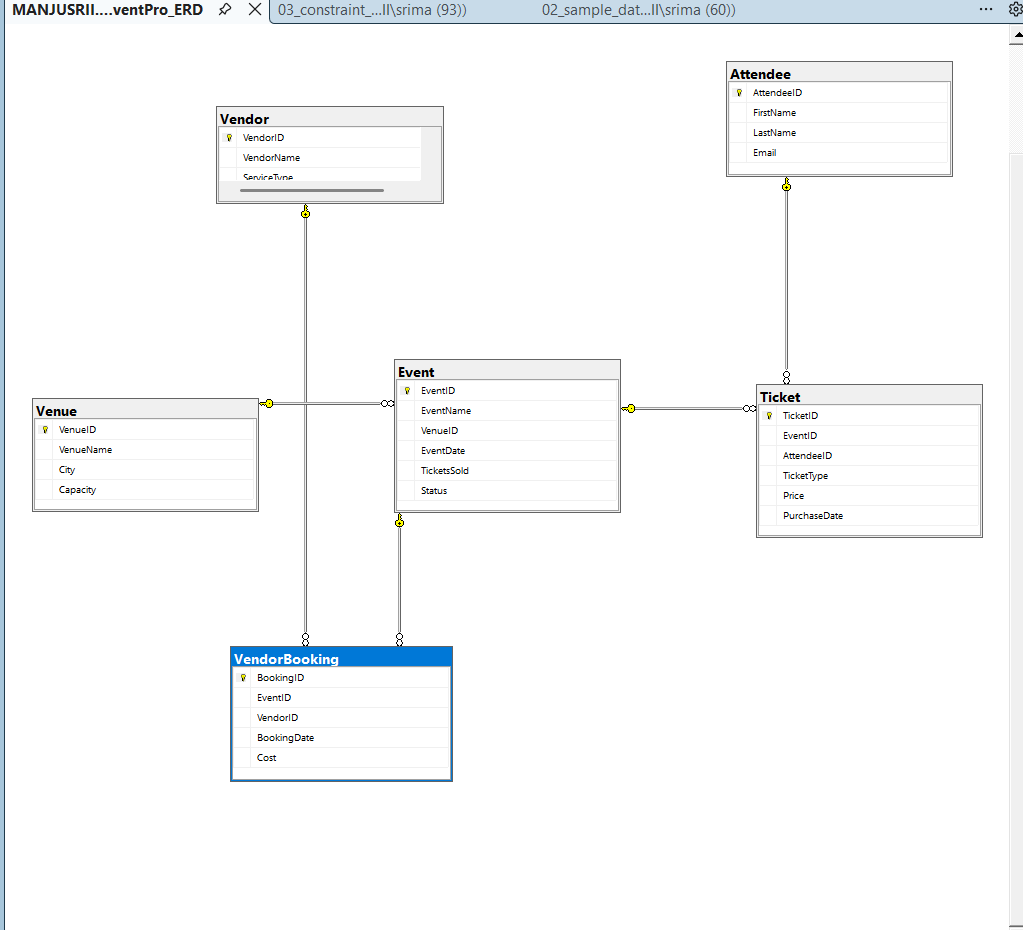 MANJUSRII....ventPro_ERD
03_constraint_...II\srima (93))
02_sample_dat...II\srima (60))
Attendee
AttendeeID
FirstName
LastName
Email
Vendor
VendorID
VendorName
ServiceType
Event
EventID
EventName
VenueID
EventDate
TicketsSold
Status
Ticket
TicketID
EventID
AttendeeID
TicketType
Price
PurchaseDate
Venue
VenueID
VenueName
City
Capacity
VendorBooking
BookingID
EventID
VendorID
BookingDate
Cost